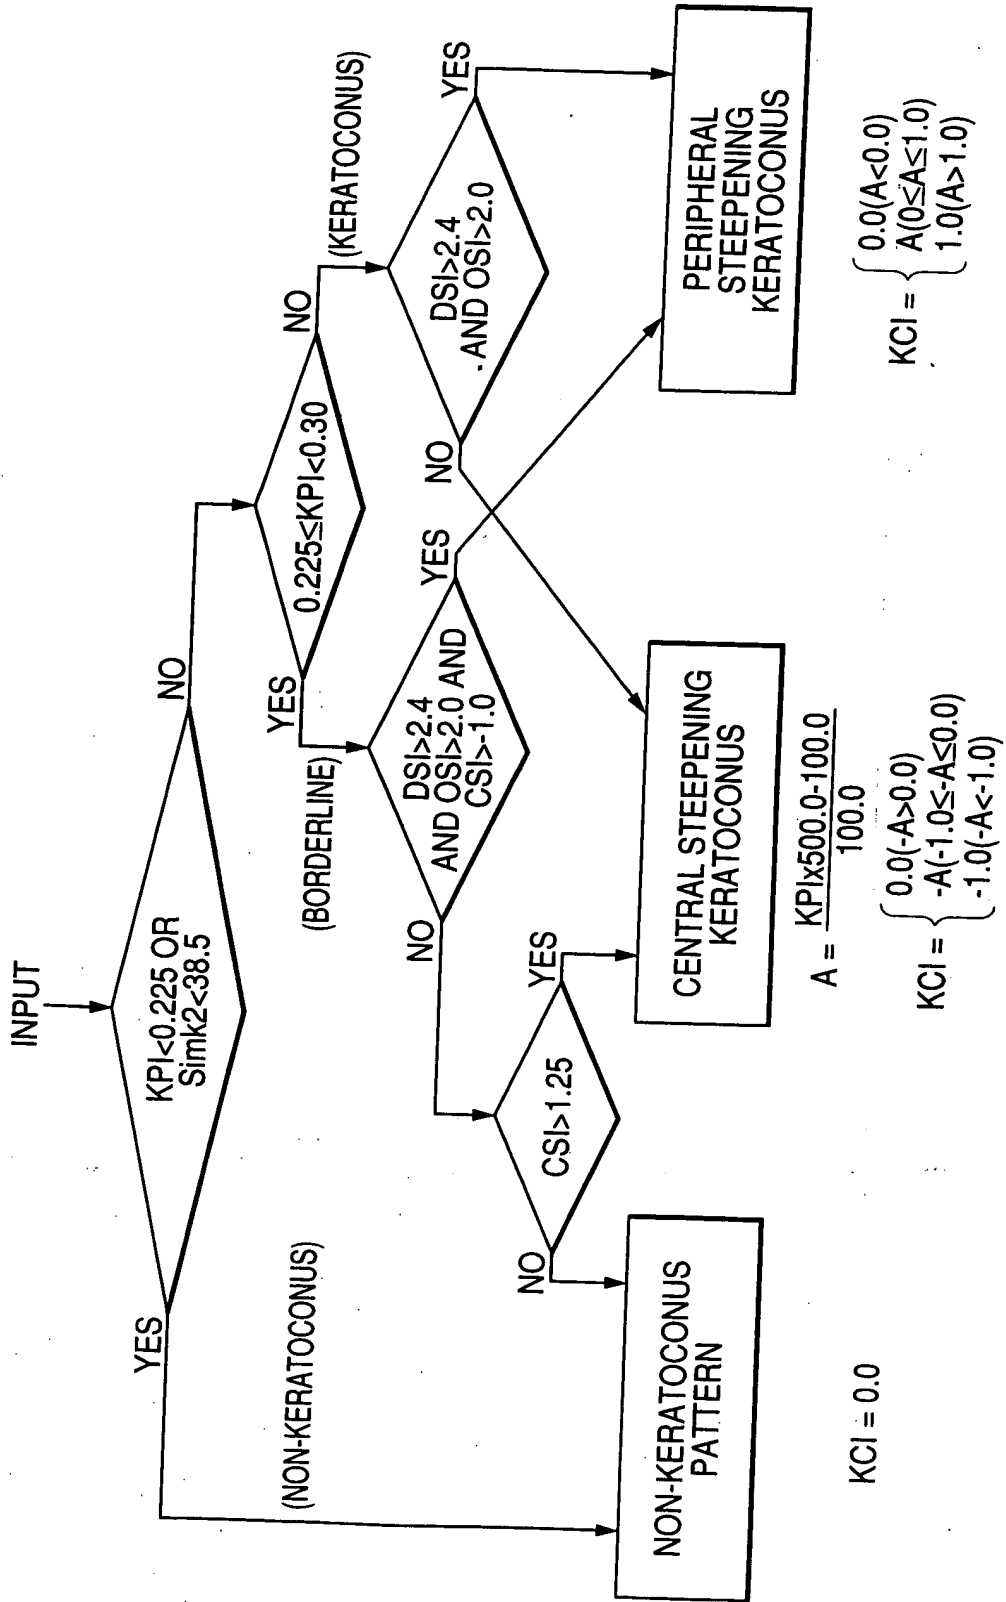 INPUT
KPI<0.225 OR
Simk2<38.5
YES
NO
(NON-KERATOCONUS)
0.225≤KPI<0.30
YES
NO
(BORDERLINE)
(KERATOCONUS)
DSI>2.4
AND OSI>2.0 AND
CSI>-1.0
NO
YES
DSI>2.4
AND OSI>2.0
NO
YES
CSI>1.25
NO
YES
NON-KERATOCONUS
PATTERN
CENTRAL STEEPENING
KERATOCONUS
PERIPHERAL
STEEPENING
KERATOCONUS
KCI = 0.0
A = KPIx500.0-100.0
100.0
KCI = 0.0(-A>0.0)
-A(-1.0≤-A≤0.0)
-1.0(-A<-1.0)
KCI = 0.0(A<0.0)
A(0≤A≤1.0)
1.0(A>1.0)